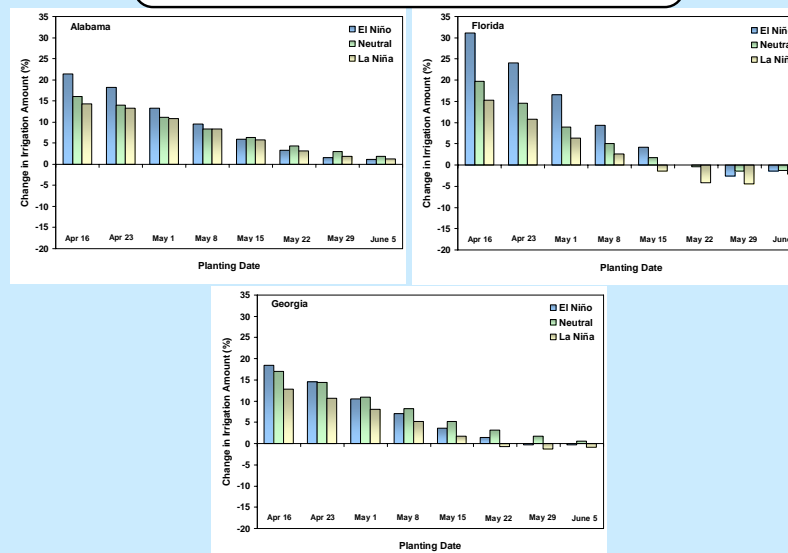 Alabama
El Niño
Neutral
La Niña
Change in Irrigation Amount (%)
35
30
25
20
15
10
5
0
-5
-10
-15
-20
Apr 16 Apr 23 May 1 May 8 May 15 May 22 May 29 June 5
Planting Date
Florida
El Niño
Neutra
La Niñ
Change in Irrigation Amount (%)
35
30
25
20
15
10
5
0
-5
-10
-15
-20
Apr 16 Apr 23 May 1 May 8 May 15 May 22 May 29 June
Planting Date
Georgia
El Niño
Neutral
La Niña
Change in Irrigation Amount (%)
35
30
25
20
15
10
5
0
-5
-10
-15
-20
Apr 16 Apr 23 May 1 May 8 May 15 May 22 May 29 June 5
Planting Date